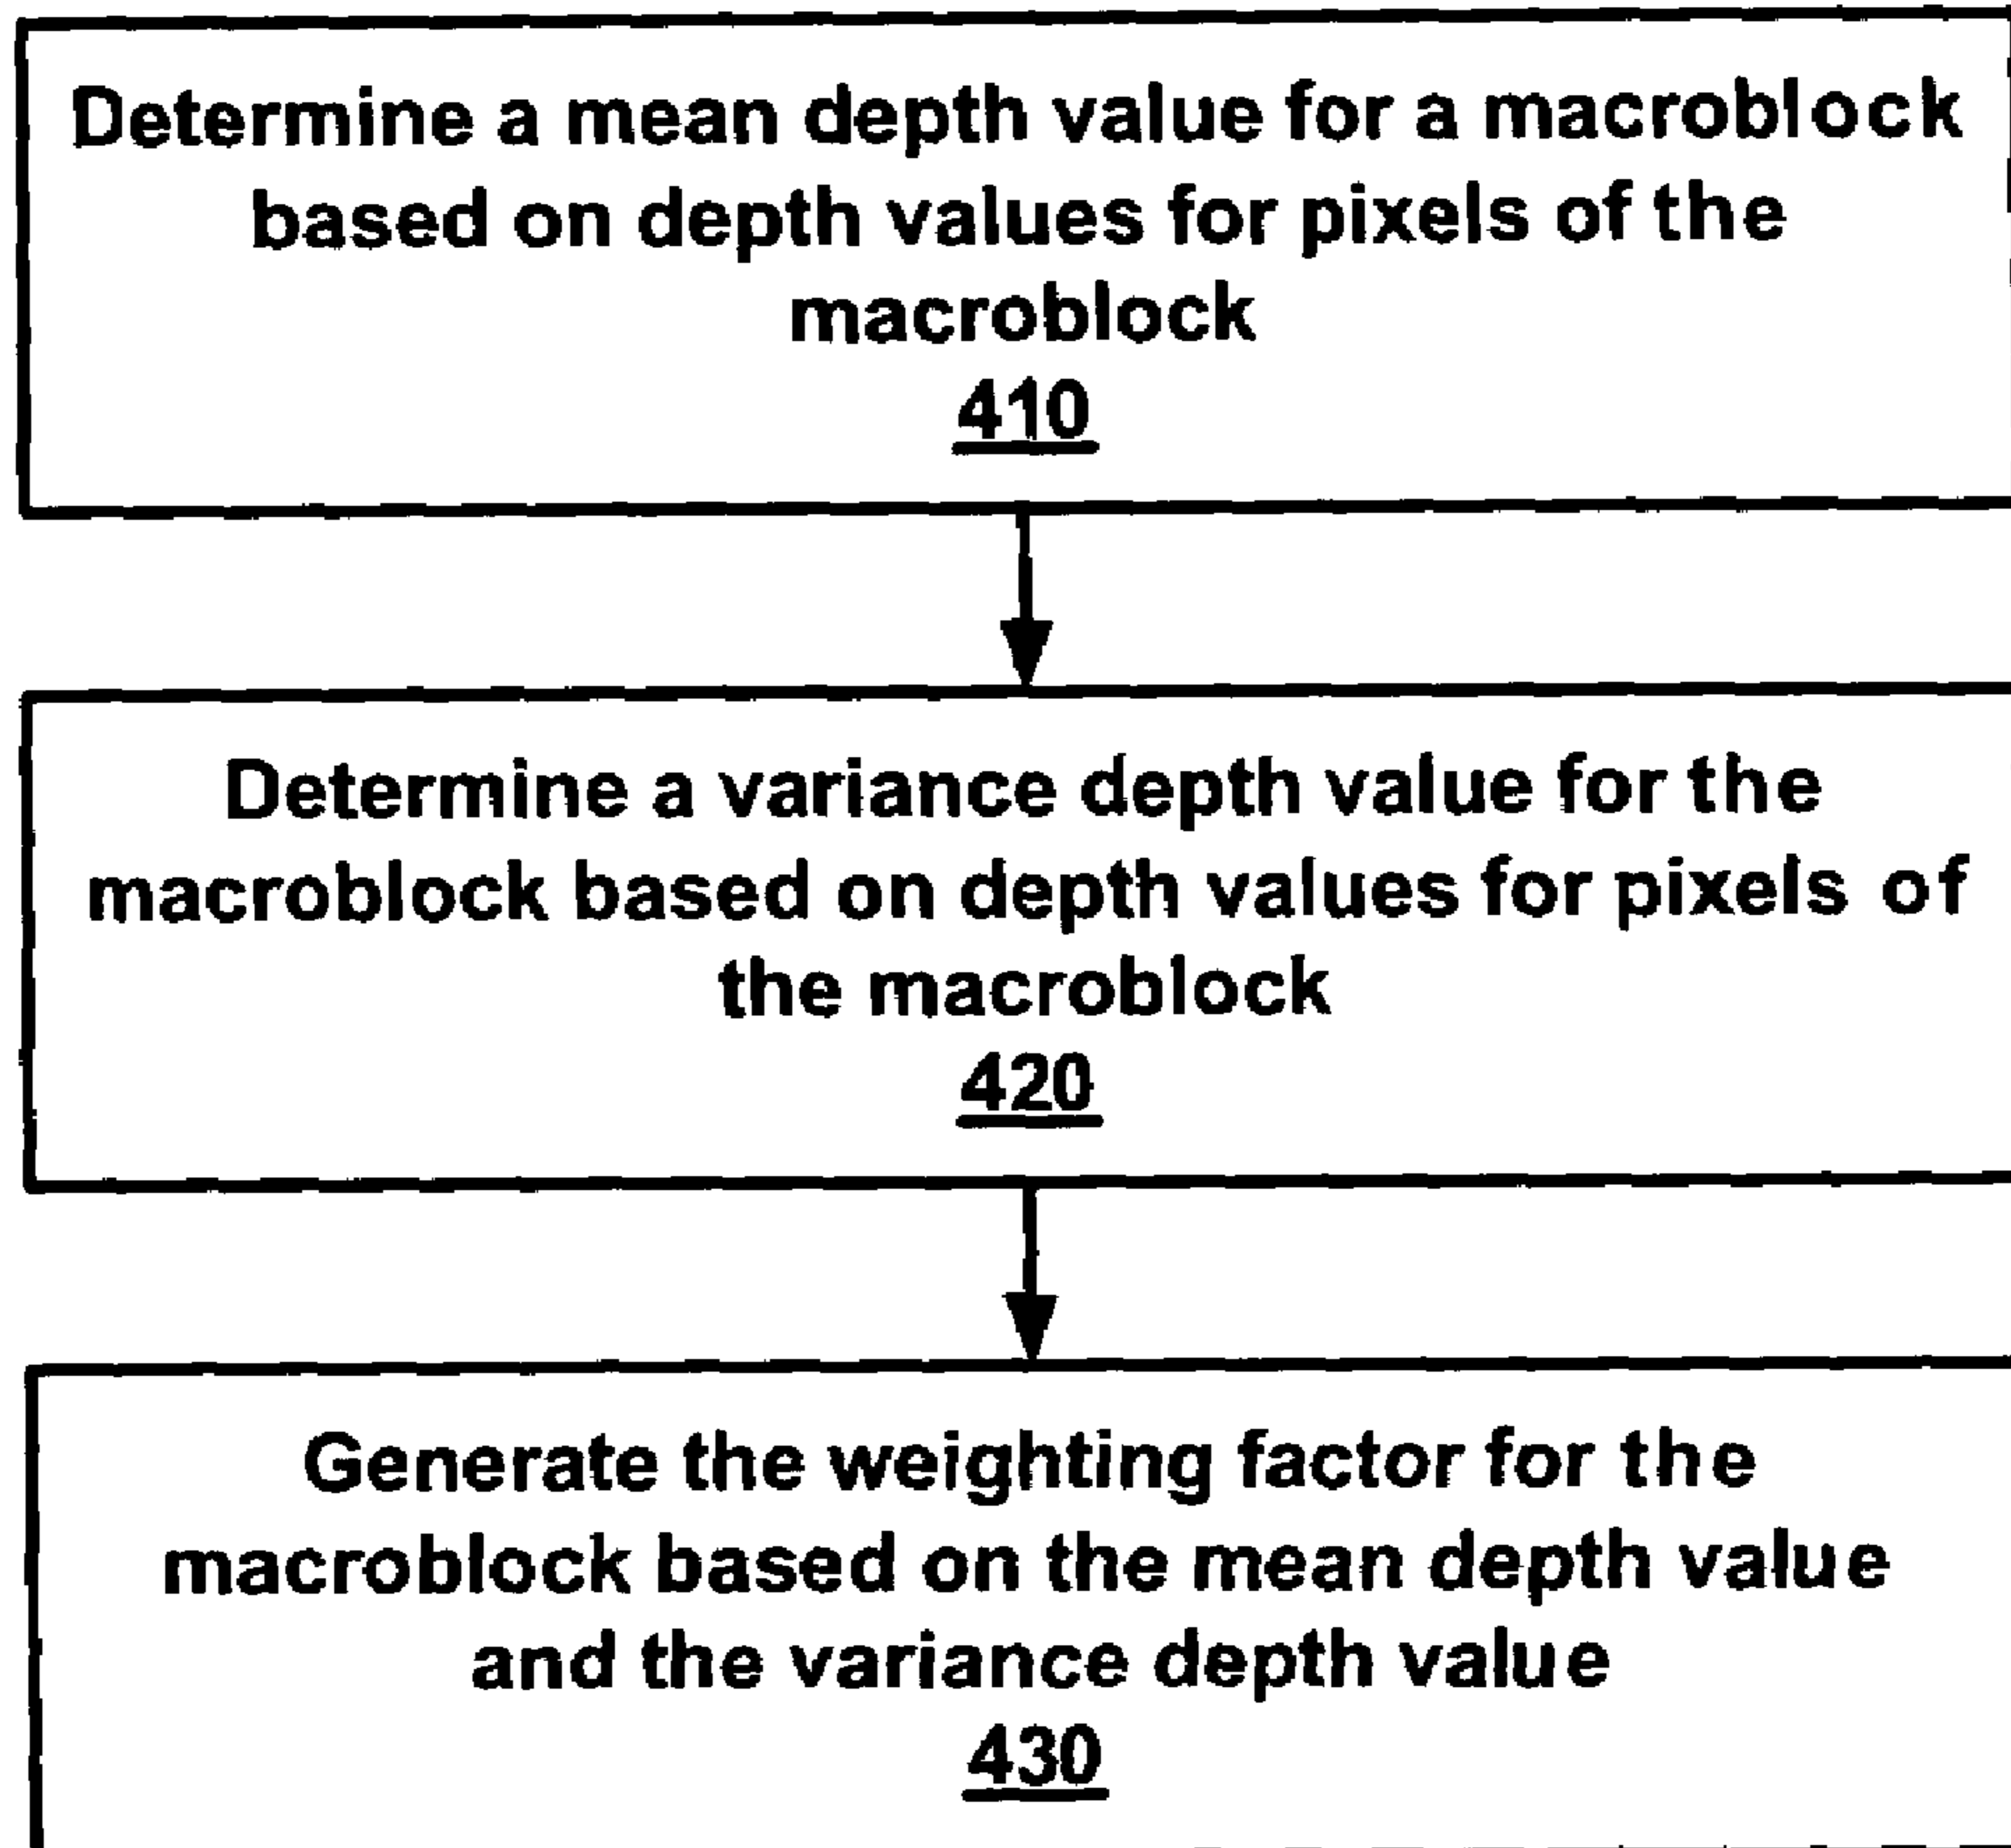 Determine a mean depth value for a macroblock
based on depth values for pixels of the
macroblock
410
Determine a variance depth value for the
macroblock based on depth values for pixels of
the macroblock
420
Generate the weighting factor for the
macroblock based on the mean depth value
and the variance depth value
430